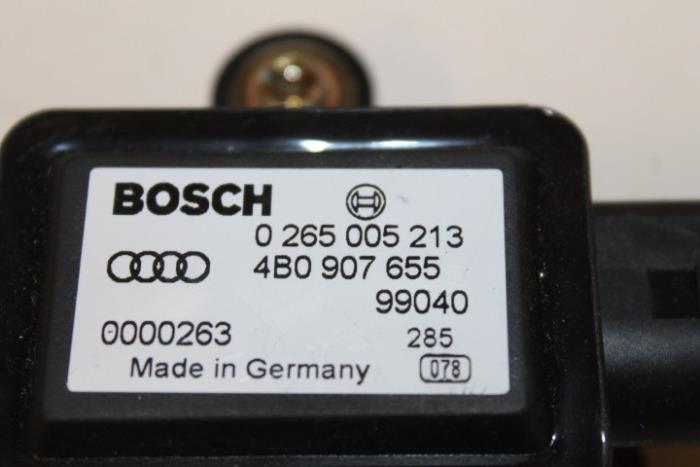 BOSCH
0 265 005 213
4B0 907 655
99040
0000263 285
Made in Germany 078